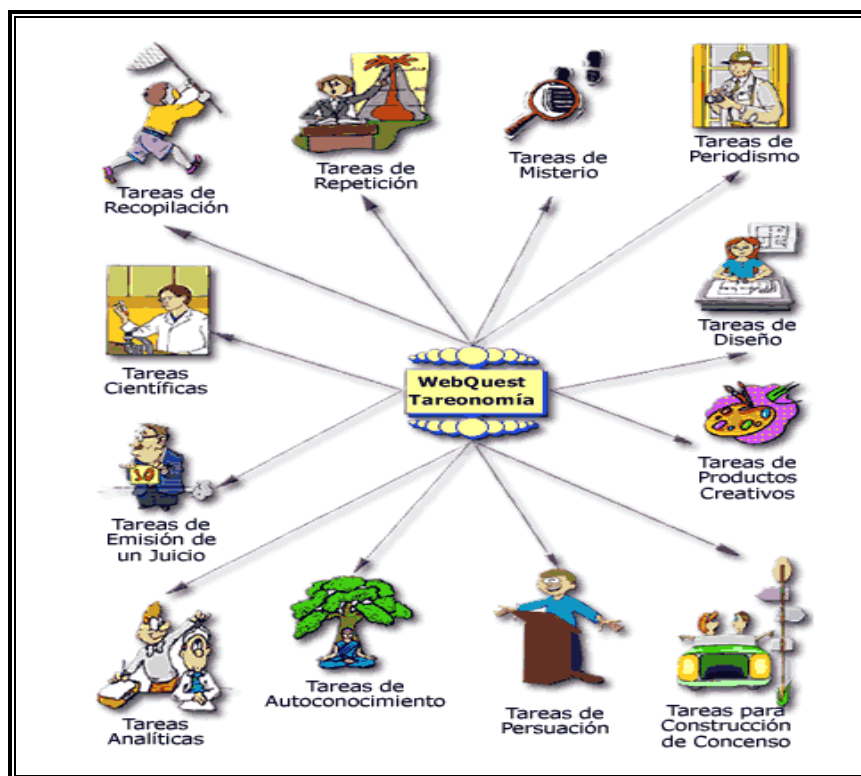 Tareas de
Recopilación
Tareas de
Repetición
Tareas de
Misterio
Tareas de
Periodismo
Tareas
Científicas
WebQuest
Tareonomía
Tareas de
Diseño
Tareas de
Productos
Creativos
10
Tareas de
Emisión de
un Juicio
Tareas
Analíticas
Tareas de
Autoconocimiento
Tareas de
Persuación
Tareas para
Construcción
de Concenso